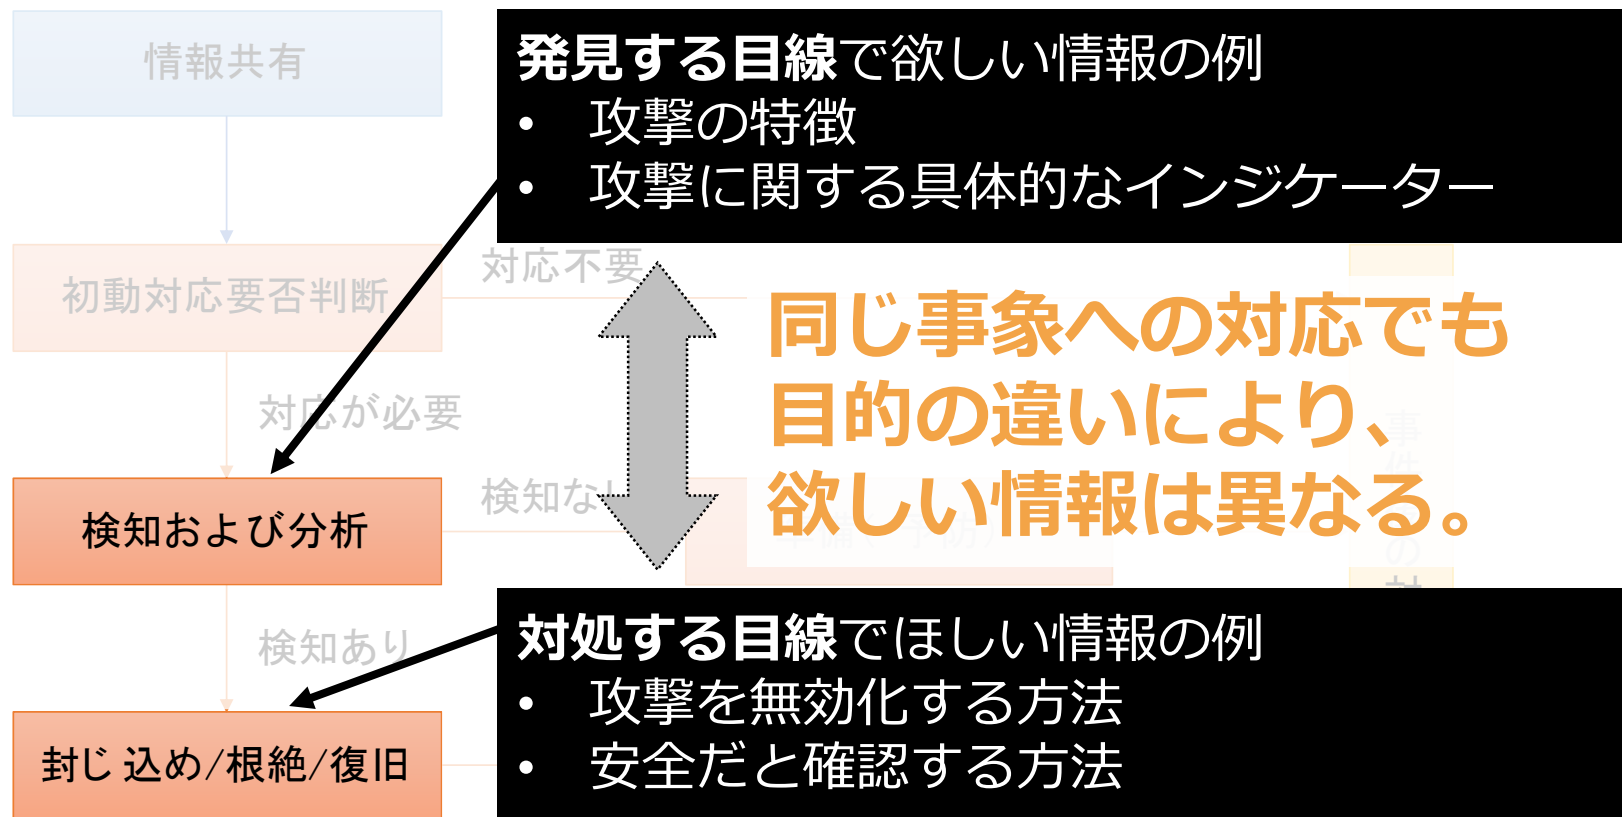 情報共有
発見する目線で欲しい情報の例
• 攻撃の特徴
• 攻撃に関する具体的なインジケーター
初動対応要否判断
対応不要
対応が必要
同じ事象への対応でも
目的の違いにより、
欲しい情報は異なる。
検知および分析
検知なし
検知あり
対処する目線でほしい情報の例
• 攻撃を無効化する方法
• 安全だと確認する方法
封じ込め/根絶/復旧